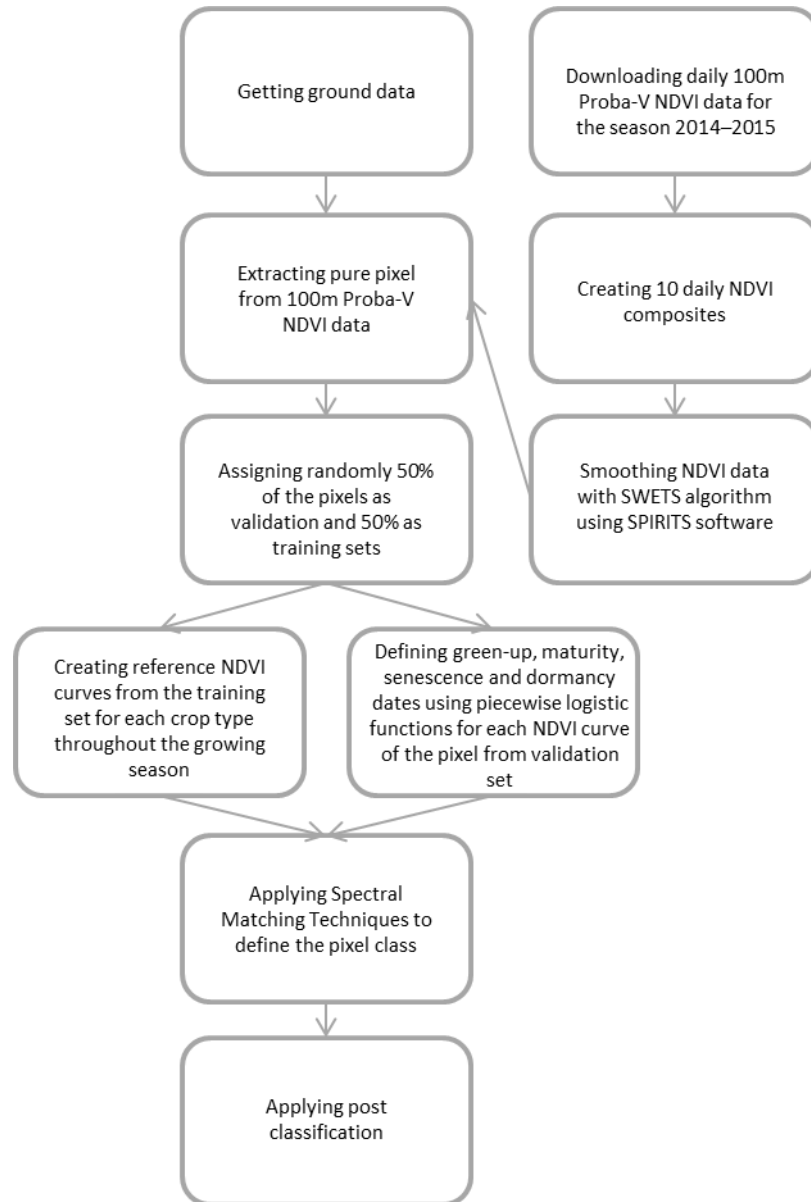 Getting ground data
Downloading daily 100m
Proba-V NDVI data for
the season 2014–2015
Extracting pure pixel
from 100m Proba-V
NDVI data
Creating 10 daily NDVI
composites
Assigning randomly 50%
of the pixels as
validation and 50% as
training sets
Smoothing NDVI data
with SWETS algorithm
using SPIRITS software
Creating reference NDVI
curves from the training
set for each crop type
throughout the growing
season
Defining green-up, maturity,
senescence and dormancy
dates using piecewise logistic
functions for each NDVI curve
of the pixel from validation
set
Applying Spectral
Matching Techniques to
define the pixel class
Applying post
classification